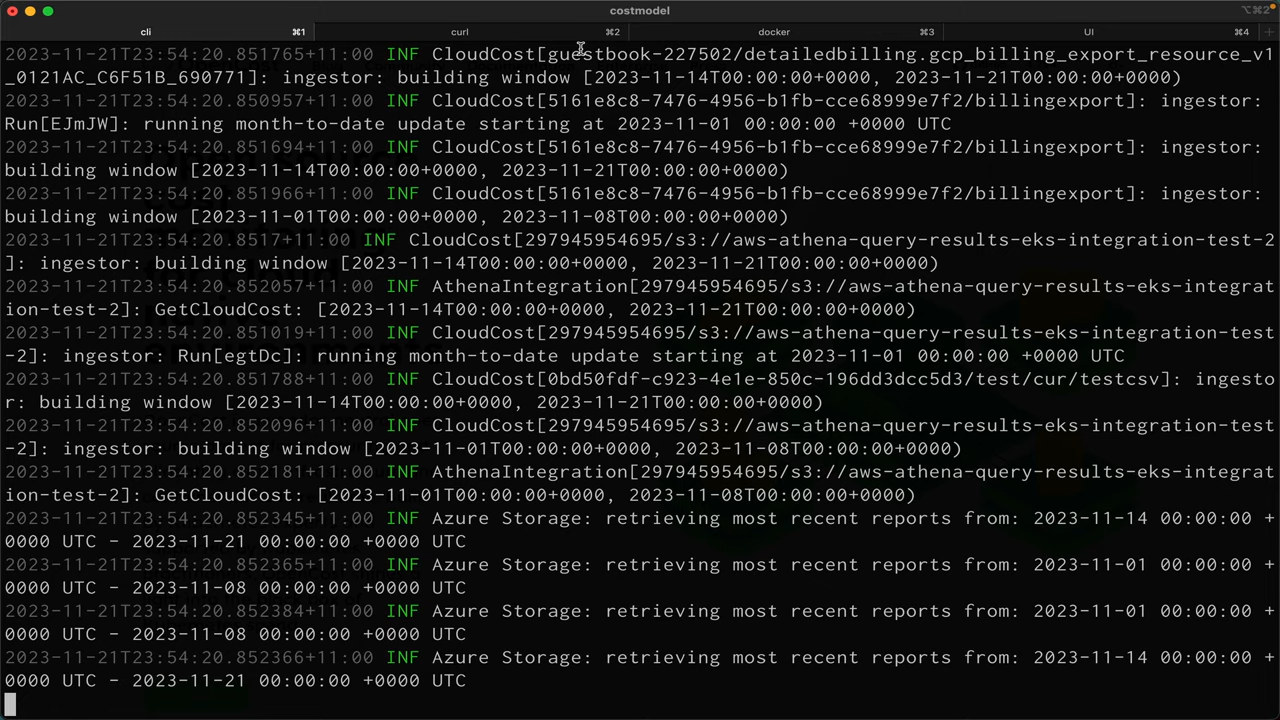 costmodel
⌥⌘2
cli ⌘1 curl ⌘2 docker ⌘3 UI ⌘4 +
2023-11-21T23:54:20.851765+11:00 INF CloudCost[guestbook-227502/detailedbilling.gcp_billing_export_resource_v1
_0121AC_C6F51B_690771]: ingestor: building window [2023-11-14T00:00:00+0000, 2023-11-21T00:00:00+0000)
2023-11-21T23:54:20.850957+11:00 INF CloudCost[5161e8c8-7476-4956-b1fb-cce68999e7f2/billingexport]: ingestor:
Run[EJmJW]: running month-to-date update starting at 2023-11-01 00:00:00 +0000 UTC
2023-11-21T23:54:20.851694+11:00 INF CloudCost[5161e8c8-7476-4956-b1fb-cce68999e7f2/billingexport]: ingestor:
building window [2023-11-14T00:00:00+0000, 2023-11-21T00:00:00+0000)
2023-11-21T23:54:20.851966+11:00 INF CloudCost[5161e8c8-7476-4956-b1fb-cce68999e7f2/billingexport]: ingestor:
building window [2023-11-01T00:00:00+0000, 2023-11-08T00:00:00+0000)
2023-11-21T23:54:20.8517+11:00 INF CloudCost[297945954695/s3://aws-athena-query-results-eks-integration-test-2
]: ingestor: building window [2023-11-14T00:00:00+0000, 2023-11-21T00:00:00+0000)
2023-11-21T23:54:20.852057+11:00 INF AthenaIntegration[297945954695/s3://aws-athena-query-results-eks-integrat
ion-test-2]: GetCloudCost: [2023-11-14T00:00:00+0000, 2023-11-21T00:00:00+0000)
2023-11-21T23:54:20.851019+11:00 INF CloudCost[297945954695/s3://aws-athena-query-results-eks-integration-test
-2]: ingestor: Run[egtDc]: running month-to-date update starting at 2023-11-01 00:00:00 +0000 UTC
2023-11-21T23:54:20.851788+11:00 INF CloudCost[0bd50fdf-c923-4e1e-850c-196dd3dcc5d3/test/cur/testcsv]: ingesto
r: building window [2023-11-14T00:00:00+0000, 2023-11-21T00:00:00+0000)
2023-11-21T23:54:20.852096+11:00 INF CloudCost[297945954695/s3://aws-athena-query-results-eks-integration-test
-2]: ingestor: building window [2023-11-01T00:00:00+0000, 2023-11-08T00:00:00+0000)
2023-11-21T23:54:20.852181+11:00 INF AthenaIntegration[297945954695/s3://aws-athena-query-results-eks-integrat
ion-test-2]: GetCloudCost: [2023-11-01T00:00:00+0000, 2023-11-08T00:00:00+0000)
2023-11-21T23:54:20.852345+11:00 INF Azure Storage: retrieving most recent reports from: 2023-11-14 00:00:00 +
0000 UTC - 2023-11-21 00:00:00 +0000 UTC
2023-11-21T23:54:20.852365+11:00 INF Azure Storage: retrieving most recent reports from: 2023-11-01 00:00:00 +
0000 UTC - 2023-11-08 00:00:00 +0000 UTC
2023-11-21T23:54:20.852384+11:00 INF Azure Storage: retrieving most recent reports from: 2023-11-01 00:00:00 +
0000 UTC - 2023-11-08 00:00:00 +0000 UTC
2023-11-21T23:54:20.852366+11:00 INF Azure Storage: retrieving most recent reports from: 2023-11-14 00:00:00 +
0000 UTC - 2023-11-21 00:00:00 +0000 UTC